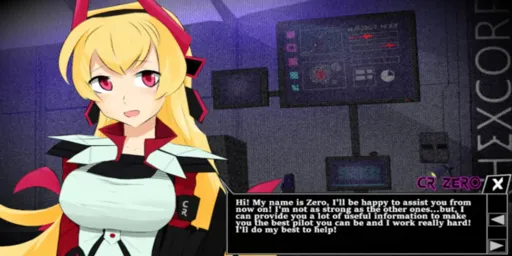 HΞXCORE
CR ZERO X
Hi! My name is Zero, I'll be happy to assist you from
now on! I'm not as strong as the other ones...but, I
can provide you a lot of useful information to make
you the best pilot you can be and I work really hard!
I'll do my best to help!
CR